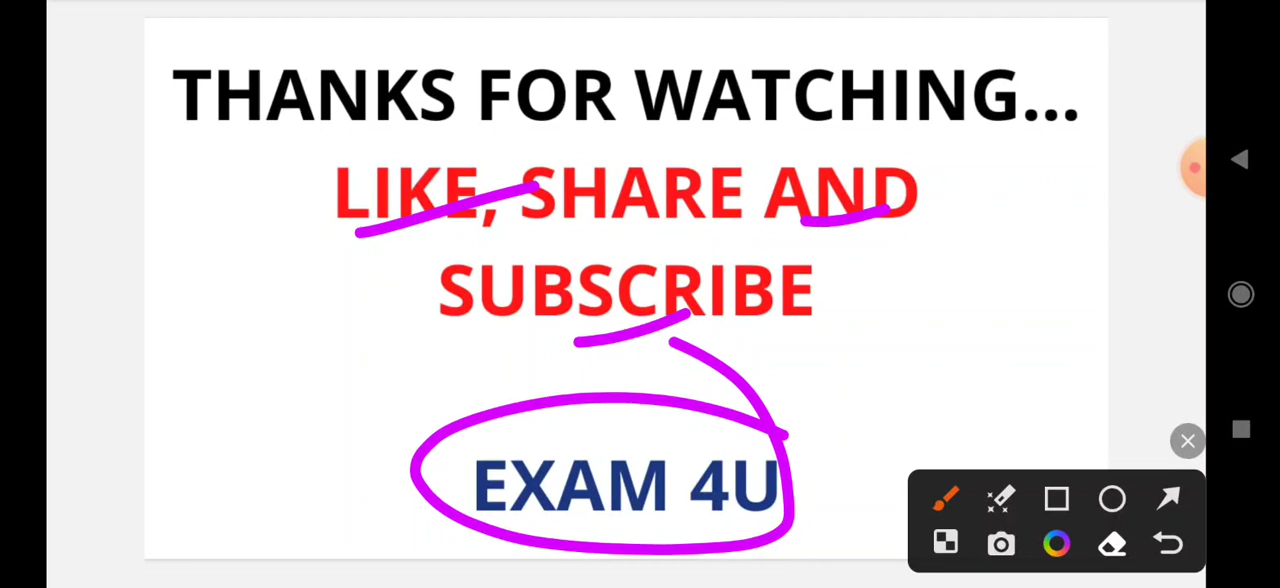 THANKS FOR WATCHING...
LIKE, SHARE AND
SUBSCRIBE
EXAM 4U